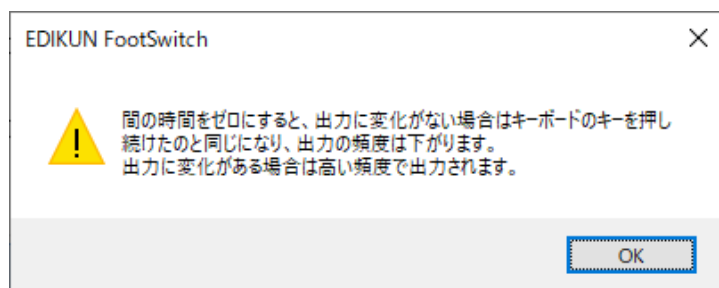 EDIKUN FootSwitch
間の時間をゼロにすると、出力に変化がない場合はキーボードのキーを押し
続けたのと同じになり、出力の頻度は下がります。
出力に変化がある場合は高い頻度で出力されます。
OK